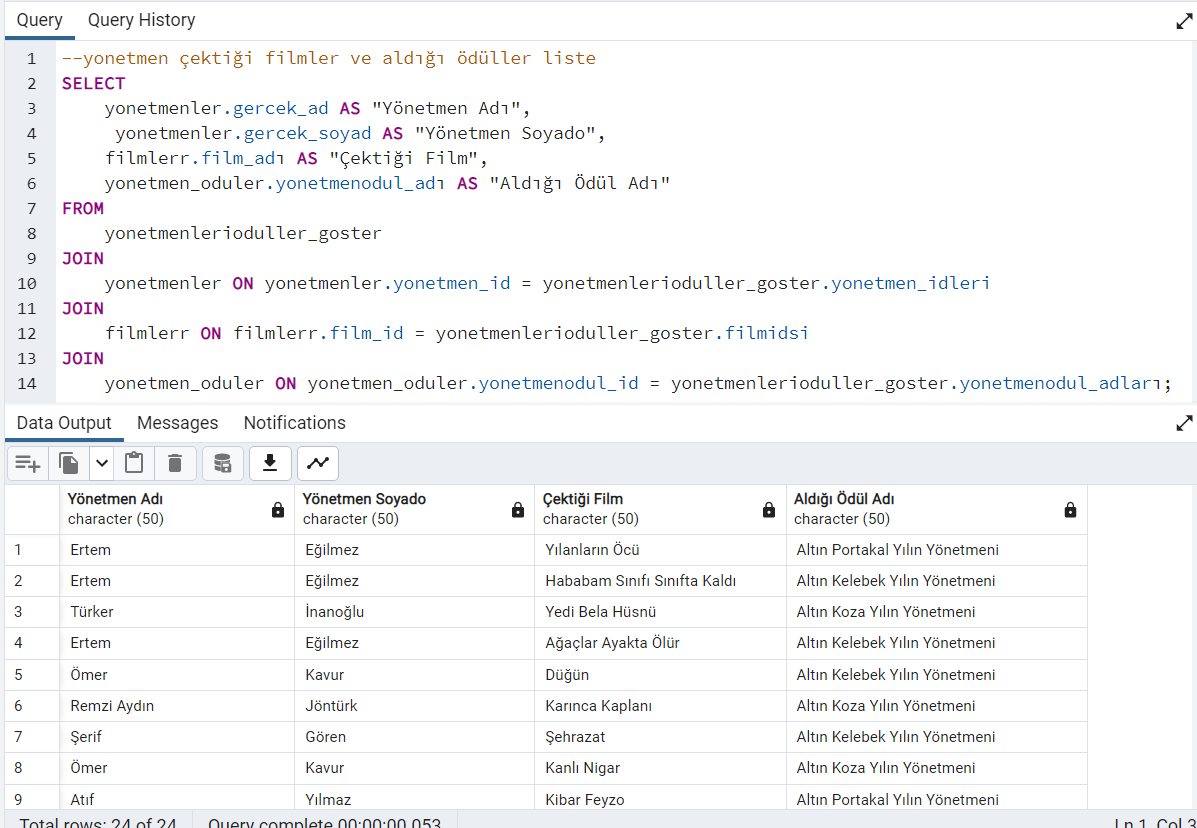 Query Query History
1 --yonetmen çektiği filmler ve aldığı ödüller liste
2 SELECT
3 yonetmenler.gercek_ad AS "Yönetmen Adı",
4 yonetmenler.gercek_soyad AS "Yönetmen Soyado",
5 filmlerr.film_adı AS "Çektiği Film",
6 yonetmen_oduler.yonetmenodul_adı AS "Aldığı Ödül Adı"
7 FROM
8 yonetmenlerioduller_goster
9 JOIN
10 yonetmenler ON yonetmenler.yonetmen_id = yonetmenlerioduller_goster.yonetmen_idleri
11 JOIN
12 filmlerr ON filmlerr.film_id = yonetmenlerioduller_goster.filmidsi
13 JOIN
14 yonetmen_oduler ON yonetmen_oduler.yonetmenodul_id = yonetmenlerioduller_goster.yonetmenodul_adları;
Data Output Messages Notifications
Yönetmen Adı Yönetmen Soyado Çektiği Film Aldığı Ödül Adı
character (50) character (50) character (50) character (50)
1 Ertem Eğilmez Yılanların Öcü Altın Portakal Yılın Yönetmeni
2 Ertem Eğilmez Hababam Sınıfı Sınıfta Kaldı Altın Kelebek Yılın Yönetmeni
3 Türker İnanoğlu Yedi Bela Hüsnü Altın Koza Yılın Yönetmeni
4 Ertem Eğilmez Ağaçlar Ayakta Ölür Altın Kelebek Yılın Yönetmeni
5 Ömer Kavur Düğün Altın Kelebek Yılın Yönetmeni
6 Remzi Aydın Jöntürk Karınca Kaplanı Altın Koza Yılın Yönetmeni
7 Şerif Gören Şehrazat Altın Kelebek Yılın Yönetmeni
8 Ömer Kavur Kanlı Nigar Altın Koza Yılın Yönetmeni
9 Atıf Yılmaz Kibar Feyzo Altın Portakal Yılın Yönetmeni
Total rows: 24 of 24 Query complete 00:00:00.053 Ln 1, Col 3